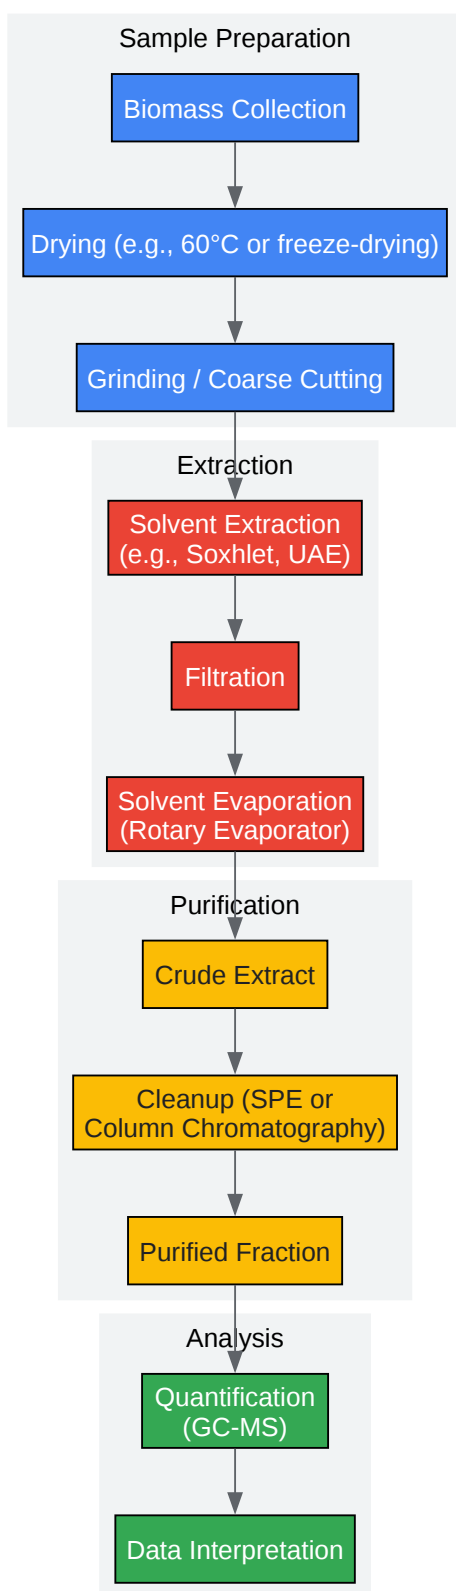 Sample Preparation
Biomass Collection
Drying (e.g., 60°C or freeze-drying)
Grinding / Coarse Cutting
Extraction
Solvent Extraction
(e.g., Soxhlet, UAE)
Filtration
Solvent Evaporation
(Rotary Evaporator)
Purification
Crude Extract
Cleanup (SPE or
Column Chromatography)
Purified Fraction
Analysis
Quantification
(GC-MS)
Data Interpretation